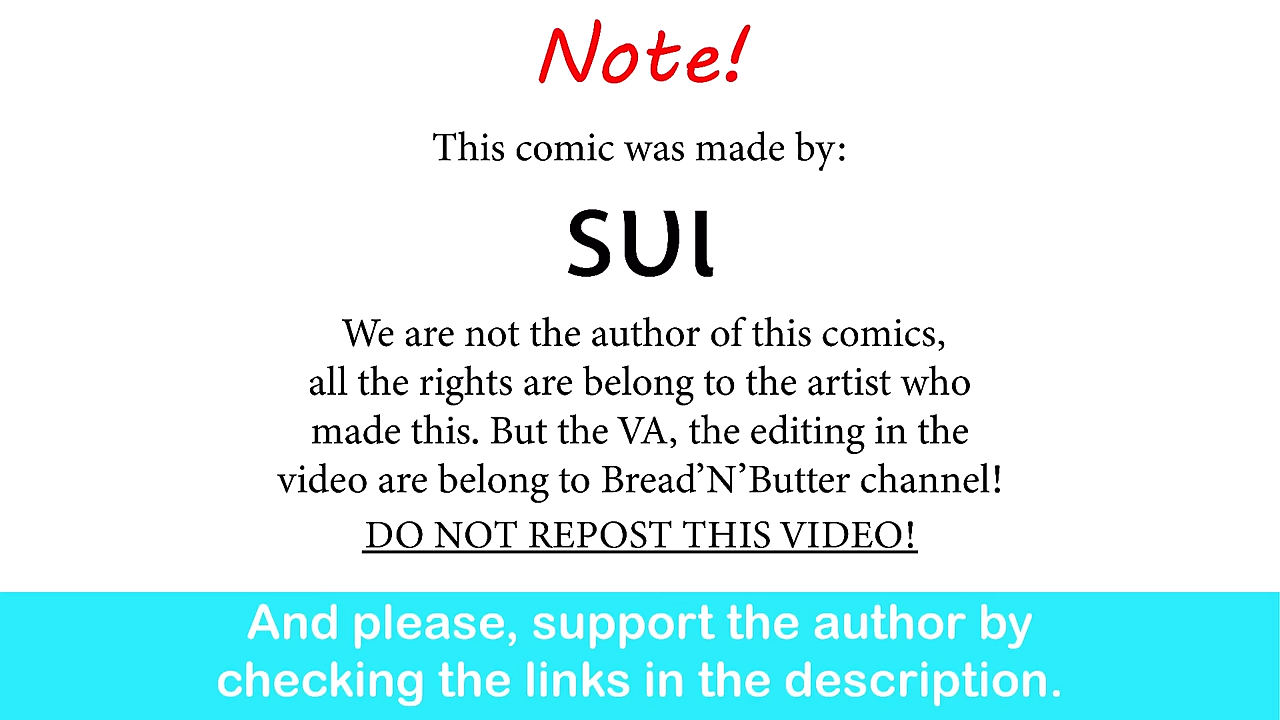 Note!
This comic was made by:
SUI
We are not the author of this comics,
all the rights are belong to the artist who
made this. But the VA, the editing in the
video are belong to Bread’N’Butter channel!
DO NOT REPOST THIS VIDEO!
And please, support the author by
checking the links in the description.